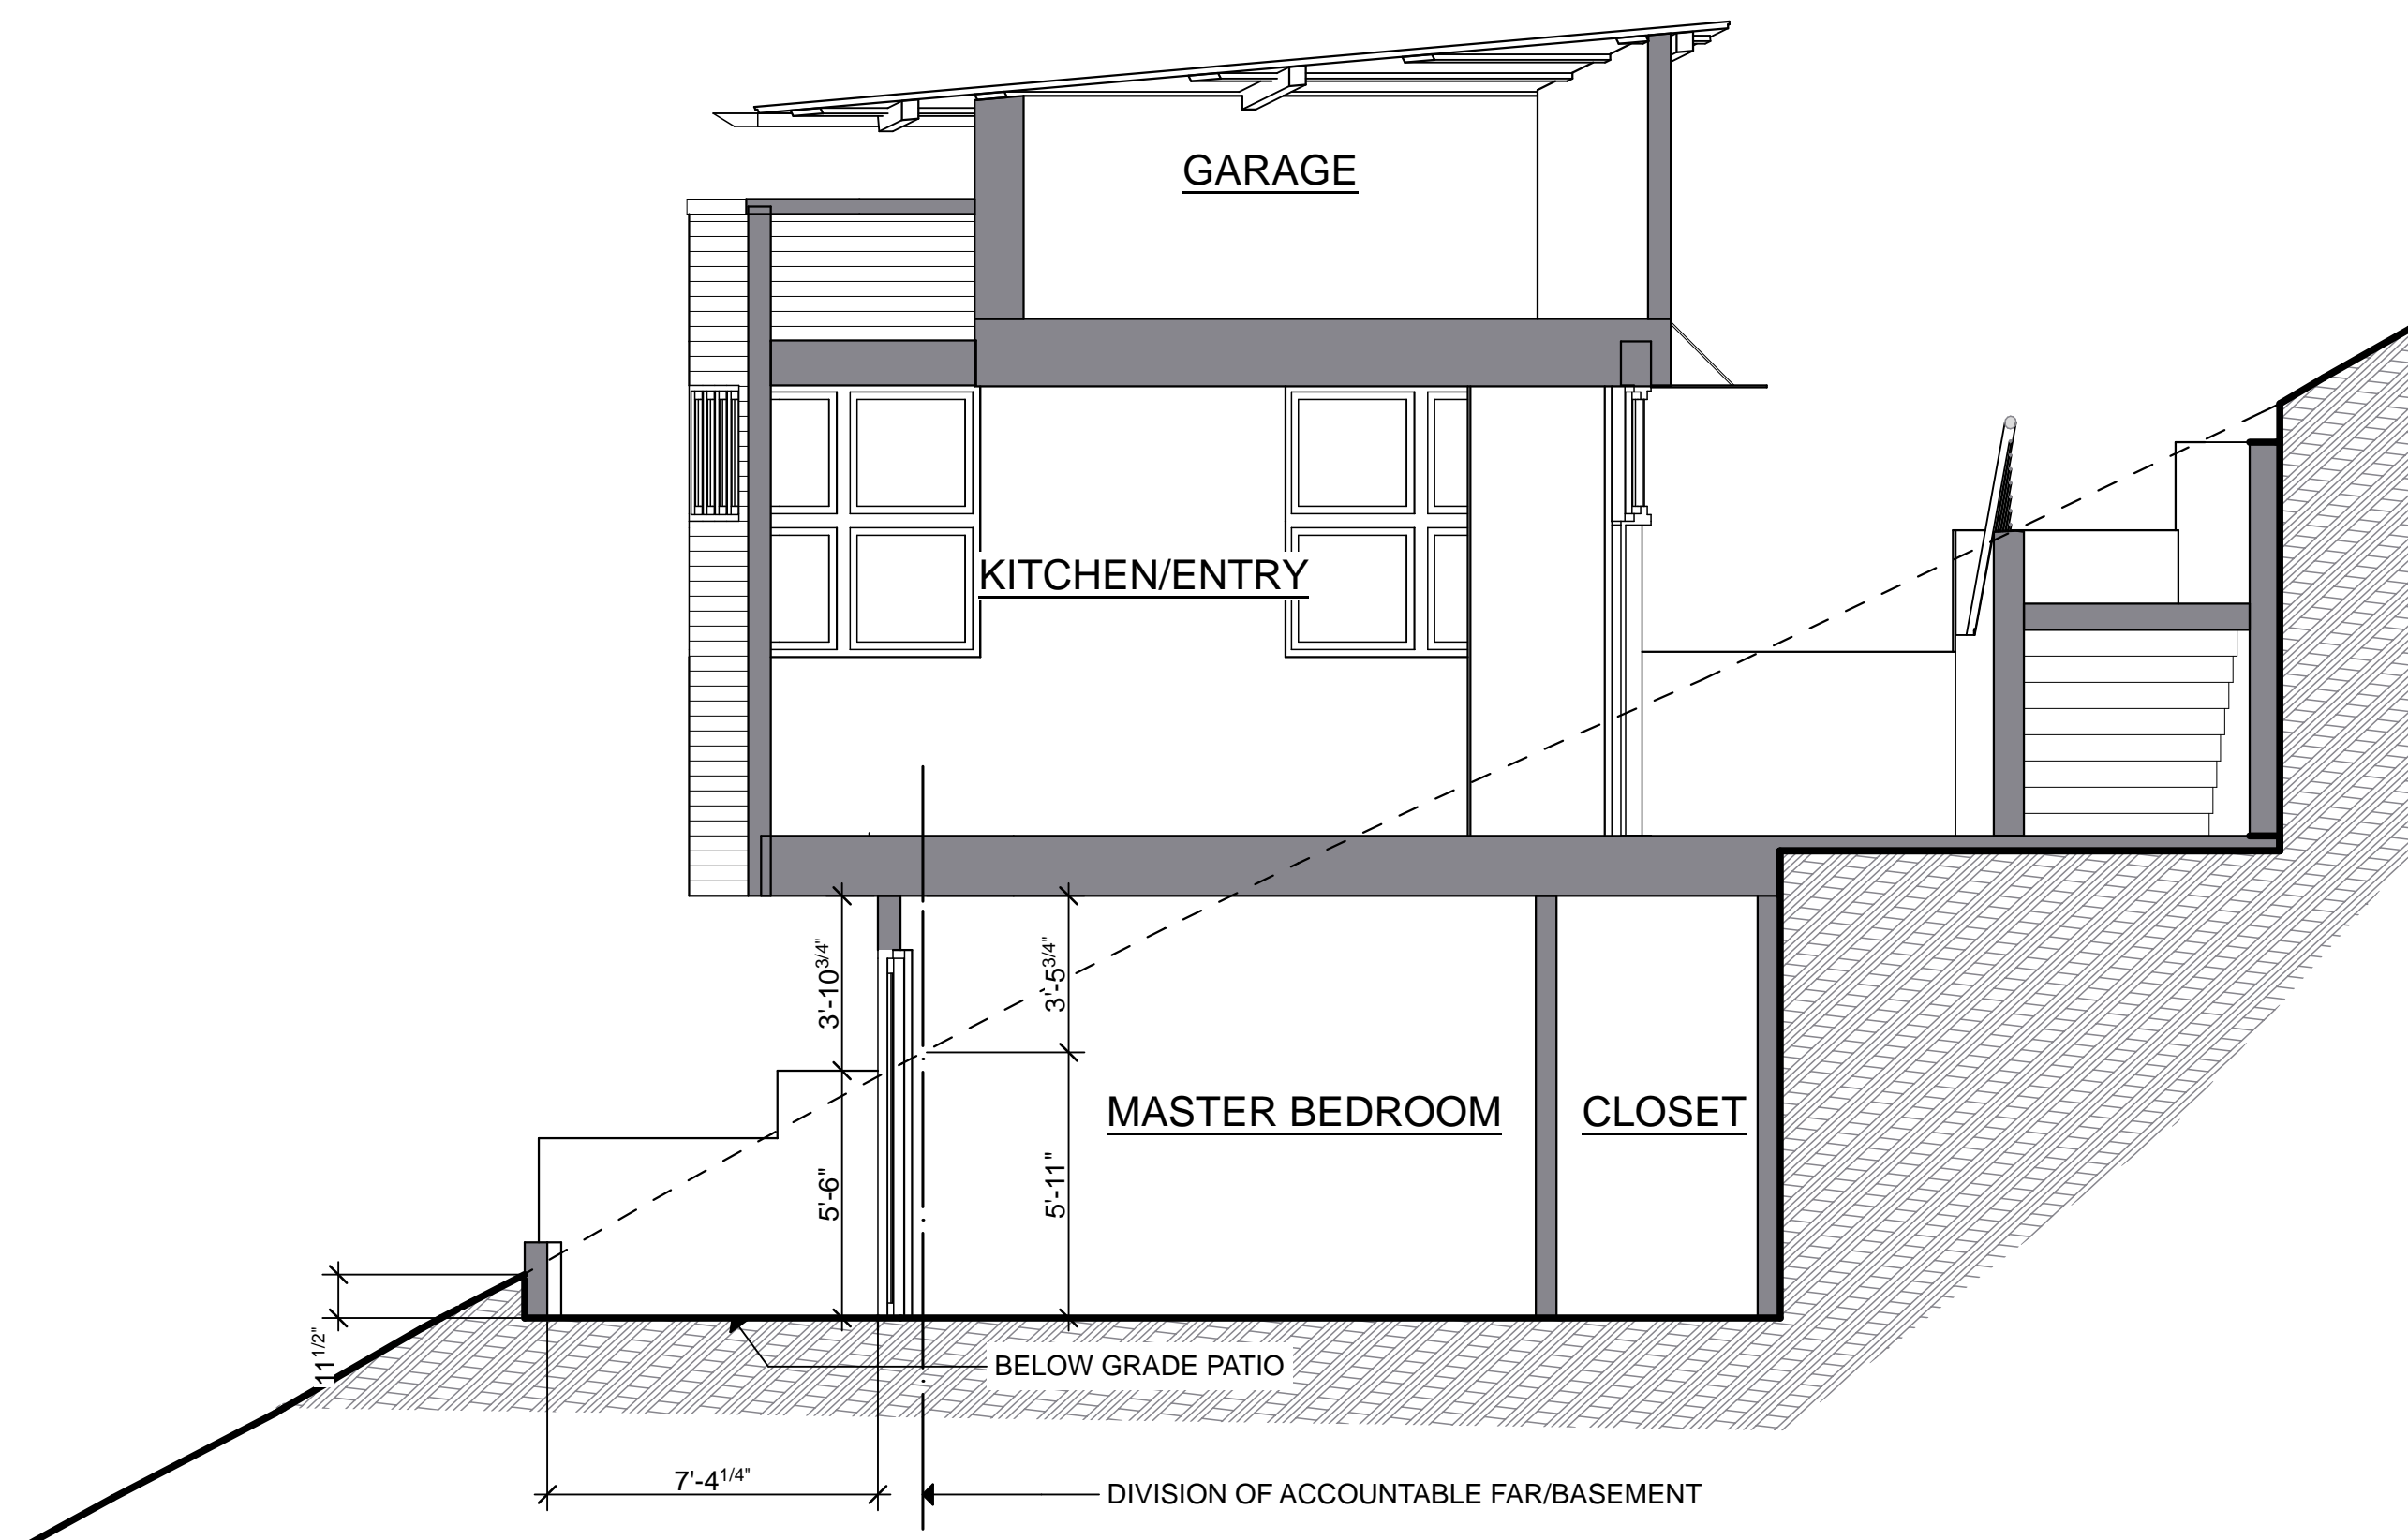 GARAGE
KITCHEN/ENTRY
3'-10 3/4"
3'-5 3/4"
MASTER BEDROOM
CLOSET
5'-6"
5'-11"
11 1/2"
BELOW GRADE PATIO
7'-4 1/4"
DIVISION OF ACCOUNTABLE FAR/BASEMENT